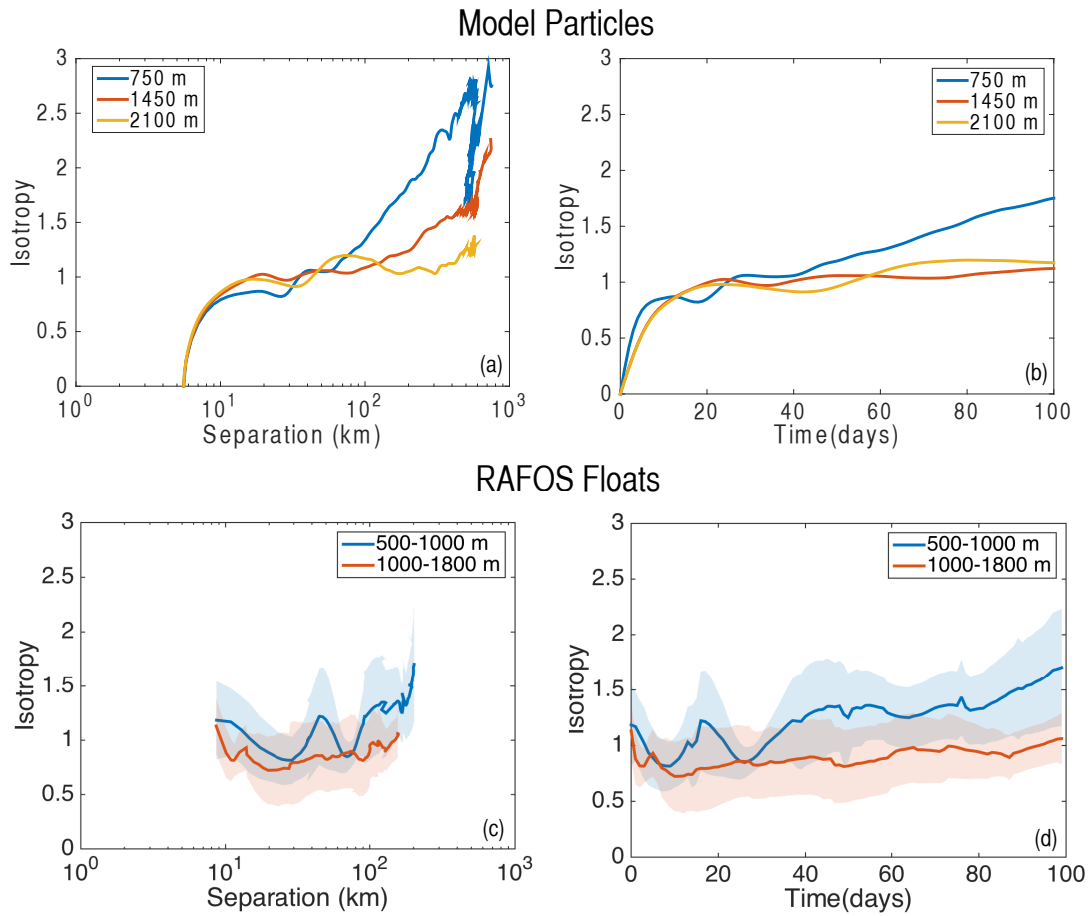 Model Particles
3
2.5
2
1.5
1
0.5
0
Isotropy
750 m
1450 m
2100 m
(a)
10^0 10^1 10^2 10^3
Separation (km)
3
2.5
2
1.5
1
0.5
0
Isotropy
750 m
1450 m
2100 m
(b)
0 20 40 60 80 100
Time(days)
RAFOS Floats
3
2.5
2
1.5
1
0.5
0
Isotropy
500-1000 m
1000-1800 m
(c)
10^0 10^1 10^2 10^3
Separation (km)
3
2.5
2
1.5
1
0.5
0
Isotropy
500-1000 m
1000-1800 m
(d)
0 20 40 60 80 100
Time(days)